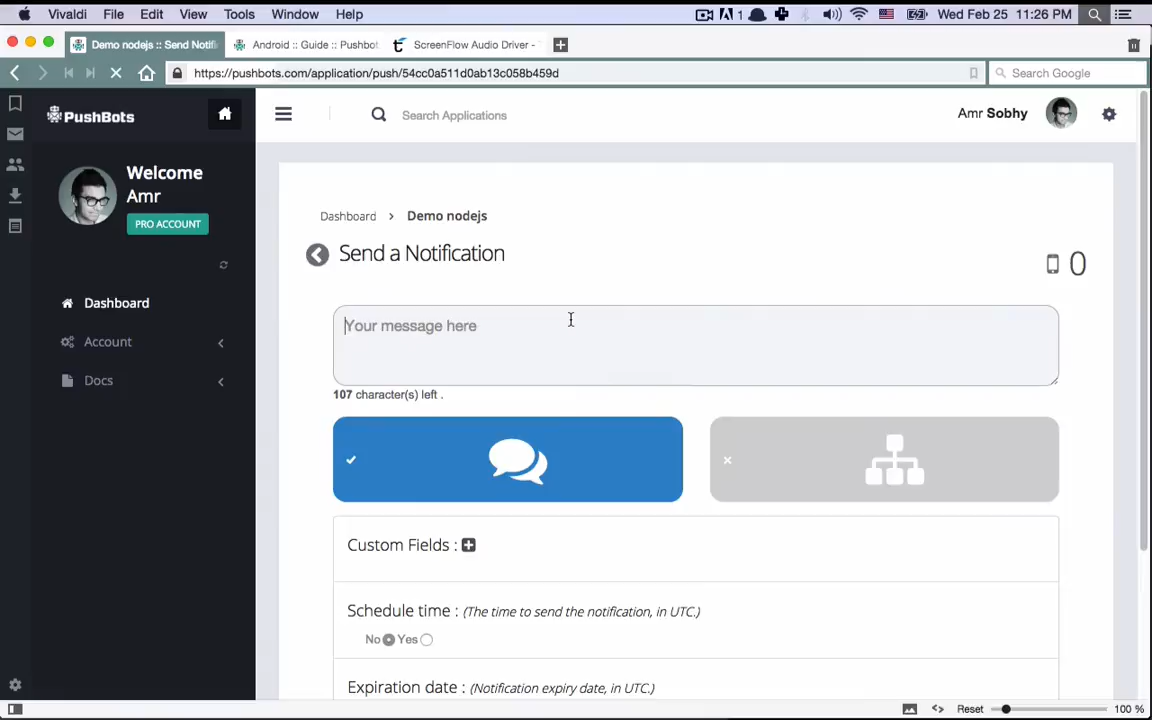 Vivaldi File Edit View Tools Window Help
1 Wed Feb 25 11:26 PM
Demo nodejs :: Send Notifi
Android :: Guide :: Pushbot
ScreenFlow Audio Driver -
https://pushbots.com/application/push/54cc0a511d0ab13c058b459d
Search Google
PushBots
Search Applications
Amr Sobhy
Welcome
Amr
PRO ACCOUNT
Dashboard
Account
Docs
Dashboard > Demo nodejs
Send a Notification
0
Your message here
107 character(s) left .
Custom Fields :
Schedule time : (The time to send the notification, in UTC.)
No Yes
Expiration date : (Notification expiry date, in UTC.)
Reset 100 %